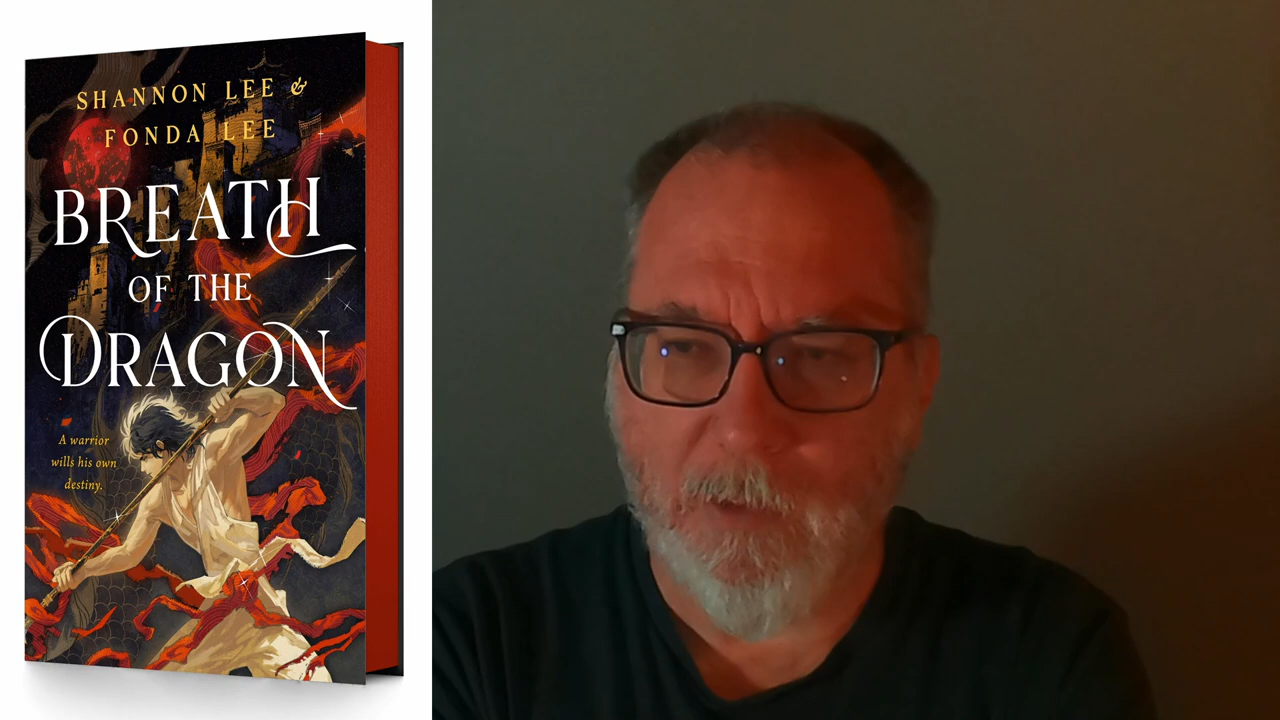 SHANNON LEE &
FONDA LEE
BREATH
OF THE
DRAGON
A warrior
wills his own
destiny.